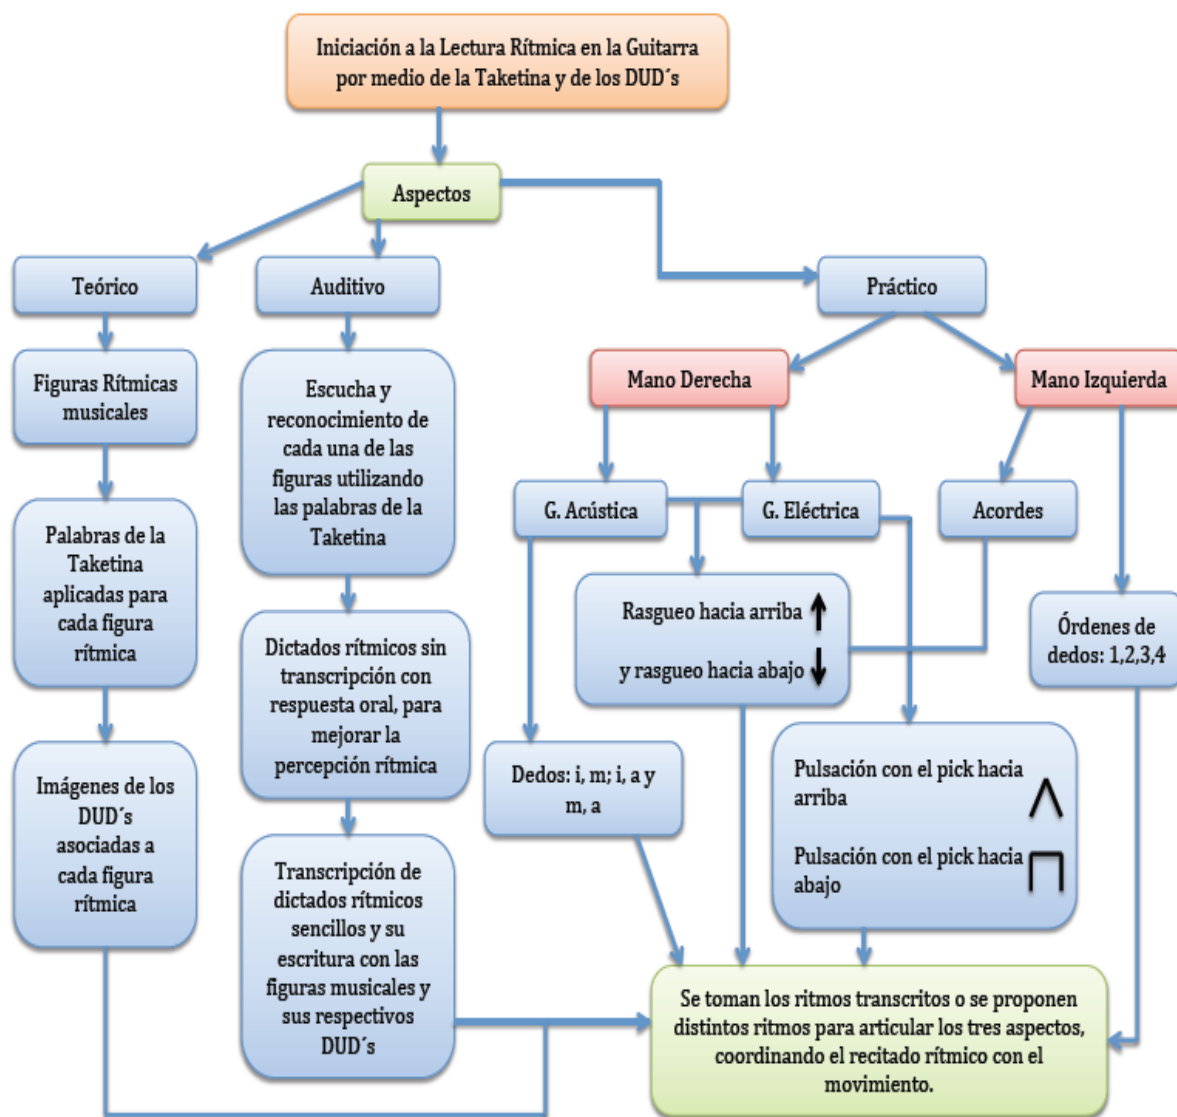 Iniciación a la Lectura Rítmica en la Guitarra
por medio de la Taketina y de los DUD´s
Aspectos
Teórico
Auditivo
Práctico
Figuras Rítmicas
musicales
Escucha y
reconocimiento de
cada una de las
figuras utilizando
las palabras de la
Taketina
Mano Derecha
Mano Izquierda
G. Acústica
G. Eléctrica
Acordes
Palabras de la
Taketina
aplicadas para
cada figura
rítmica
Rasgueo hacia arriba
y rasgueo hacia abajo
Órdenes de
dedos: 1,2,3,4
Dictados rítmicos sin
transcripción con
respuesta oral, para
mejorar la
percepción rítmica
Imágenes de los
DUD´s
asociadas a
cada figura
rítmica
Dedos: i, m; i, a y
m, a
Pulsación con el pick hacia
arriba
Pulsación con el pick hacia
abajo
Transcripción de
dictados rítmicos
sencillos y su
escritura con las
figuras musicales y
sus respectivos
DUD´s
Se toman los ritmos transcritos o se proponen
distintos ritmos para articular los tres aspectos,
coordinando el recitado rítmico con el
movimiento.